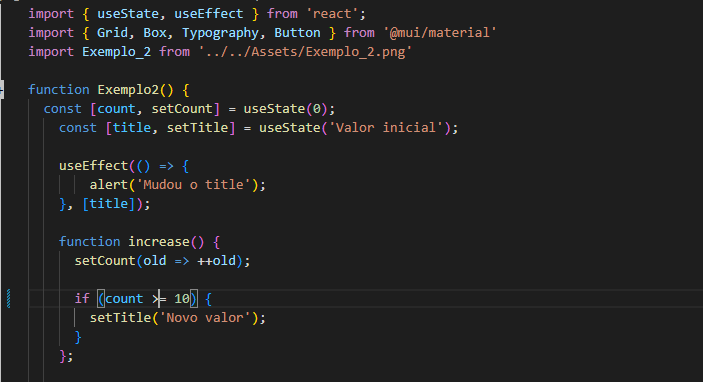 import { useState, useEffect } from 'react';
import { Grid, Box, Typography, Button } from '@mui/material'
import Exemplo_2 from '../../Assets/Exemplo_2.png'
function Exemplo2() {
const [count, setCount] = useState(0);
const [title, setTitle] = useState('Valor inicial');
useEffect(() => {
alert('Mudou o title');
}, [title]);
function increase() {
setCount(old => ++old);
if (count >= 10) {
setTitle('Novo valor');
}
};